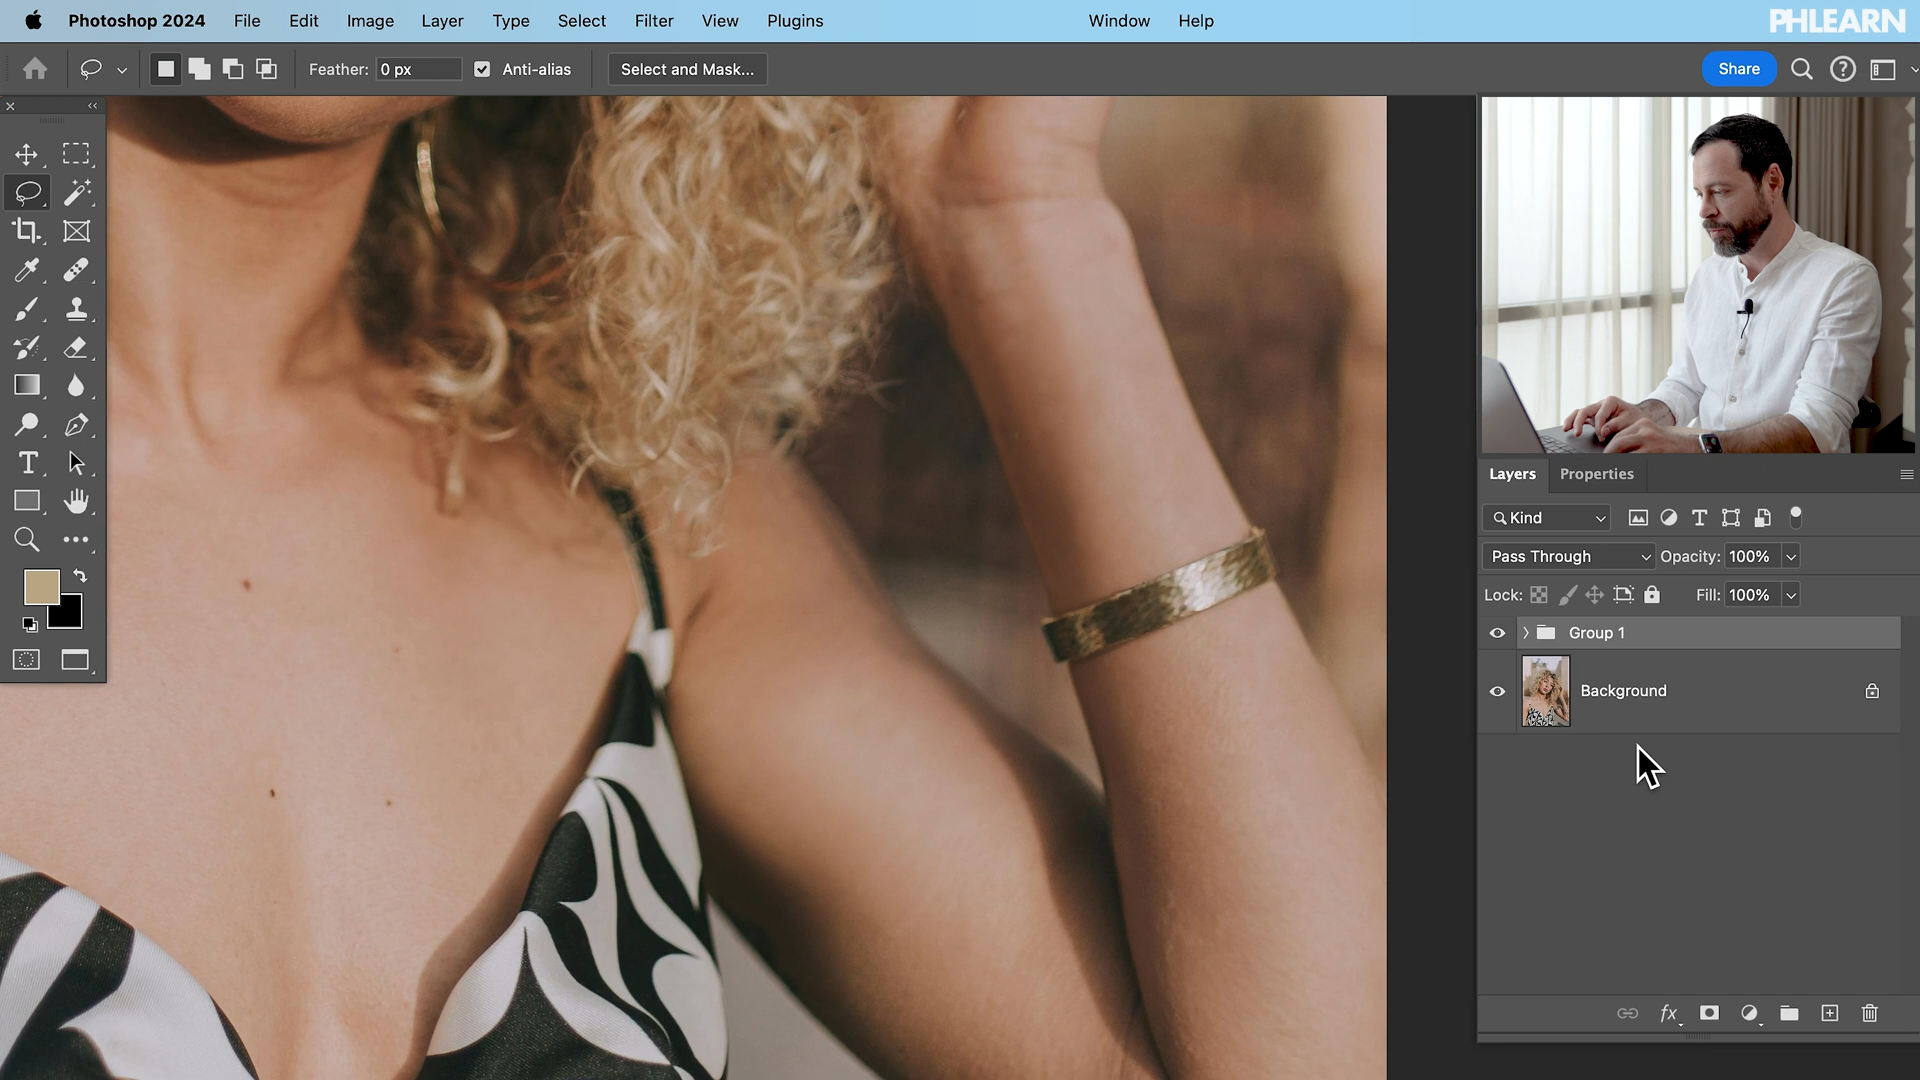 Photoshop 2024 File Edit Image Layer Type Select Filter View Plugins Window Help
PHLEARN
Feather: 0 px Anti-alias Select and Mask... Share
Layers Properties
Kind
Pass Through Opacity: 100%
Lock: Fill: 100%
Group 1
Background
fx